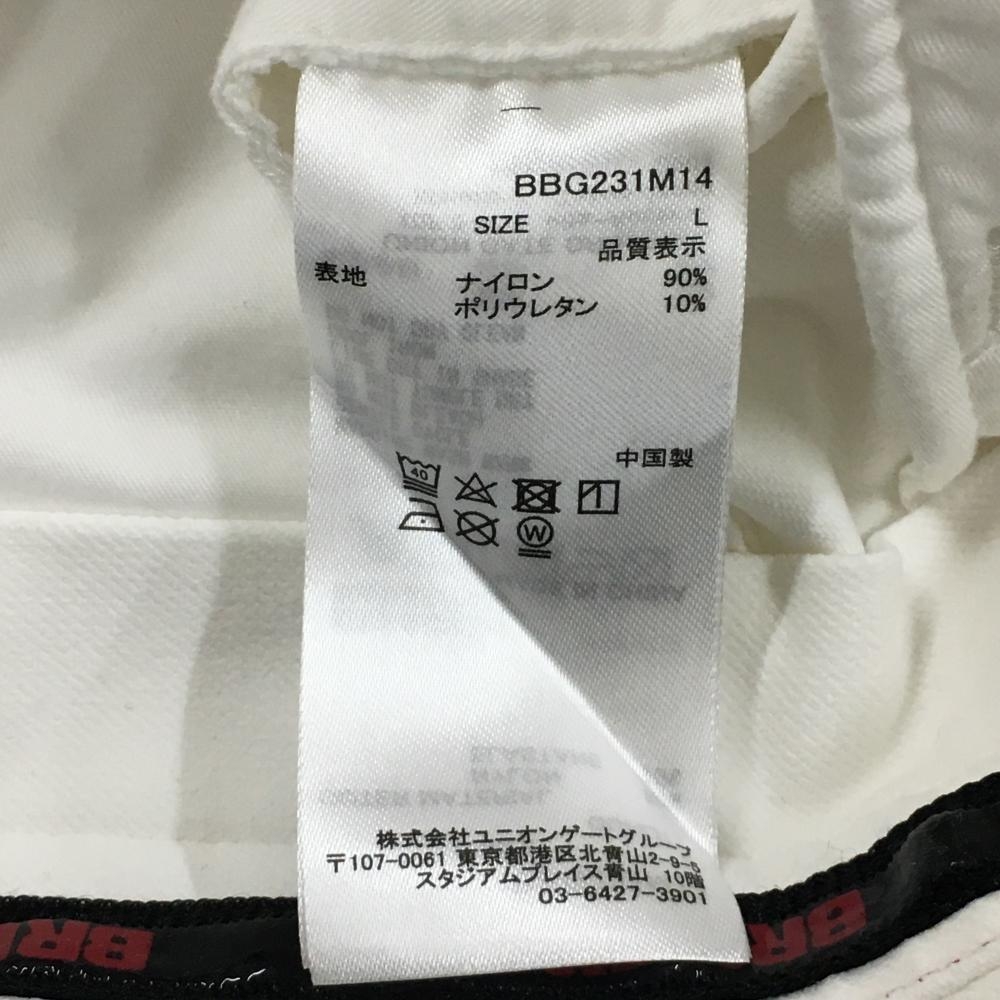 BBG231M14
SIZE L
品質表示
表地 ナイロン 90%
ポリウレタン 10%
中国製
40
W
株式会社ユニオンゲートグループ
〒107-0061 東京都港区北青山2-9-5
スタジアムプレイス青山 10階
03-6427-3901